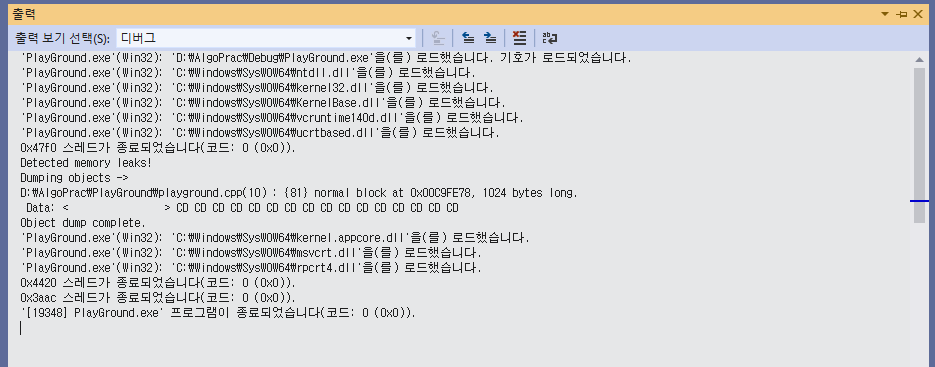 출력
출력 보기 선택(S): 디버그
'PlayGround.exe'(Win32): 'D:\AlgoPrac\Debug\PlayGround.exe'을(를) 로드했습니다. 기호가 로드되었습니다.
'PlayGround.exe'(Win32): 'C:\Windows\SysWOW64\ntdll.dll'을(를) 로드했습니다.
'PlayGround.exe'(Win32): 'C:\Windows\SysWOW64\kernel32.dll'을(를) 로드했습니다.
'PlayGround.exe'(Win32): 'C:\Windows\SysWOW64\KernelBase.dll'을(를) 로드했습니다.
'PlayGround.exe'(Win32): 'C:\Windows\SysWOW64\vcruntime140d.dll'을(를) 로드했습니다.
'PlayGround.exe'(Win32): 'C:\Windows\SysWOW64\ucrtbased.dll'을(를) 로드했습니다.
0x47f0 스레드가 종료되었습니다(코드: 0 (0x0)).
Detected memory leaks!
Dumping objects ->
D:\AlgoPrac\PlayGround\playground.cpp(10) : {81} normal block at 0x00C9FE78, 1024 bytes long.
Data: <                > CD CD CD CD CD CD CD CD CD CD CD CD CD CD CD CD
Object dump complete.
'PlayGround.exe'(Win32): 'C:\Windows\SysWOW64\kernel.appcore.dll'을(를) 로드했습니다.
'PlayGround.exe'(Win32): 'C:\Windows\SysWOW64\msvcrt.dll'을(를) 로드했습니다.
'PlayGround.exe'(Win32): 'C:\Windows\SysWOW64\rpcrt4.dll'을(를) 로드했습니다.
0x4420 스레드가 종료되었습니다(코드: 0 (0x0)).
0x3aac 스레드가 종료되었습니다(코드: 0 (0x0)).
'[19348] PlayGround.exe' 프로그램이 종료되었습니다(코드: 0 (0x0)).